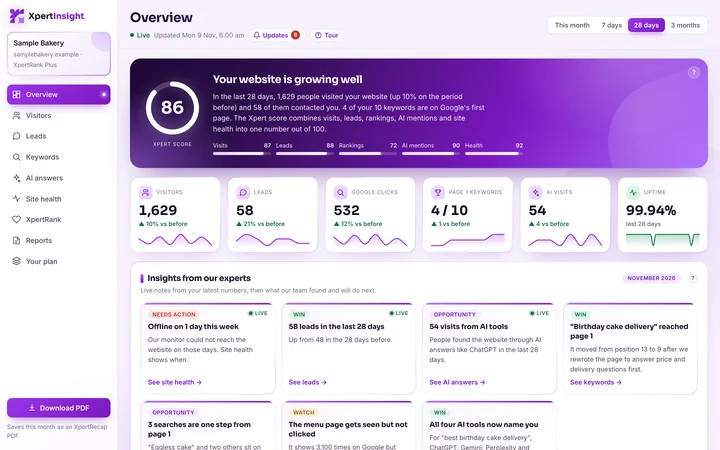 XpertInsight
Sample Bakery
samplebakery.example ·
XpertRank Plus
Overview
Visitors
Leads
Keywords
AI answers
Site health
XpertRank
Reports
Your plan
Download PDF
Saves this month as an XpertRecap
PDF.
Overview
Live · Updated Mon 9 Nov, 6:00 am
Updates 8
Tour
This month 7 days 28 days 3 months
86
XPERT SCORE
Your website is growing well
?
In the last 28 days, 1,629 people visited your website (up 10% on the period
before) and 58 of them contacted you. 4 of your 10 keywords are on Google's first
page. The Xpert score combines visits, leads, rankings, AI mentions and site
health into one number out of 100.
Visits 87 Leads 88 Rankings 72 AI mentions 90 Health 92
VISITORS
1,629
▲ 10% vs before
LEADS
58
▲ 21% vs before
GOOGLE CLICKS
532
▲ 12% vs before
PAGE 1 KEYWORDS
4 / 10
▲ 1 vs before
AI VISITS
54
▲ 4 vs before
UPTIME
99.94%
last 28 days
Insights from our experts
NOVEMBER 2026
?
Live notes from your latest numbers, then what our team found and will do next.
NEEDS ACTION
LIVE
Offline on 1 day this week
Our monitor could not reach the
website on those days. Site health
shows when.
See site health →
WIN
LIVE
58 leads in the last 28 days
Up from 48 in the 28 days before.
See leads →
OPPORTUNITY
LIVE
54 visits from AI tools
People found the website through AI
answers like ChatGPT in the last 28
days.
See AI answers →
WIN
"Birthday cake delivery" reached
page 1
It moved from position 13 to 9 after we
rewrote the page to answer price and
delivery questions first.
See keywords →
OPPORTUNITY
3 searches are one step from
page 1
"Eggless cake" and two others sit on
WATCH
The menu page gets seen but not
clicked
It shows 3,100 times on Google but
WIN
All four AI tools now name you
For "best birthday cake delivery",
ChatGPT, Gemini, Perplexity and